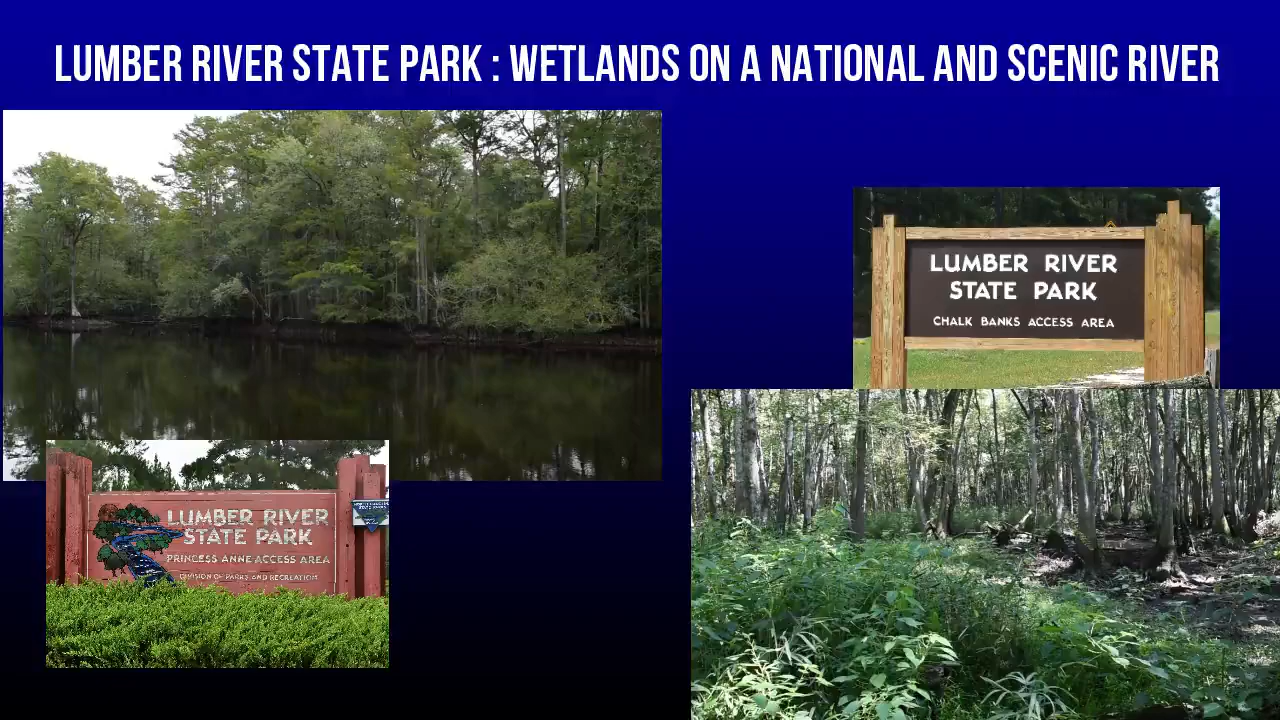 LUMBER RIVER STATE PARK : WETLANDS ON A NATIONAL AND SCENIC RIVER
LUMBER RIVER
STATE PARK
CHALK BANKS ACCESS AREA
LUMBER RIVER
STATE PARK
PRINCESS ANNE ACCESS AREA
DIVISION OF PARKS AND RECREATION